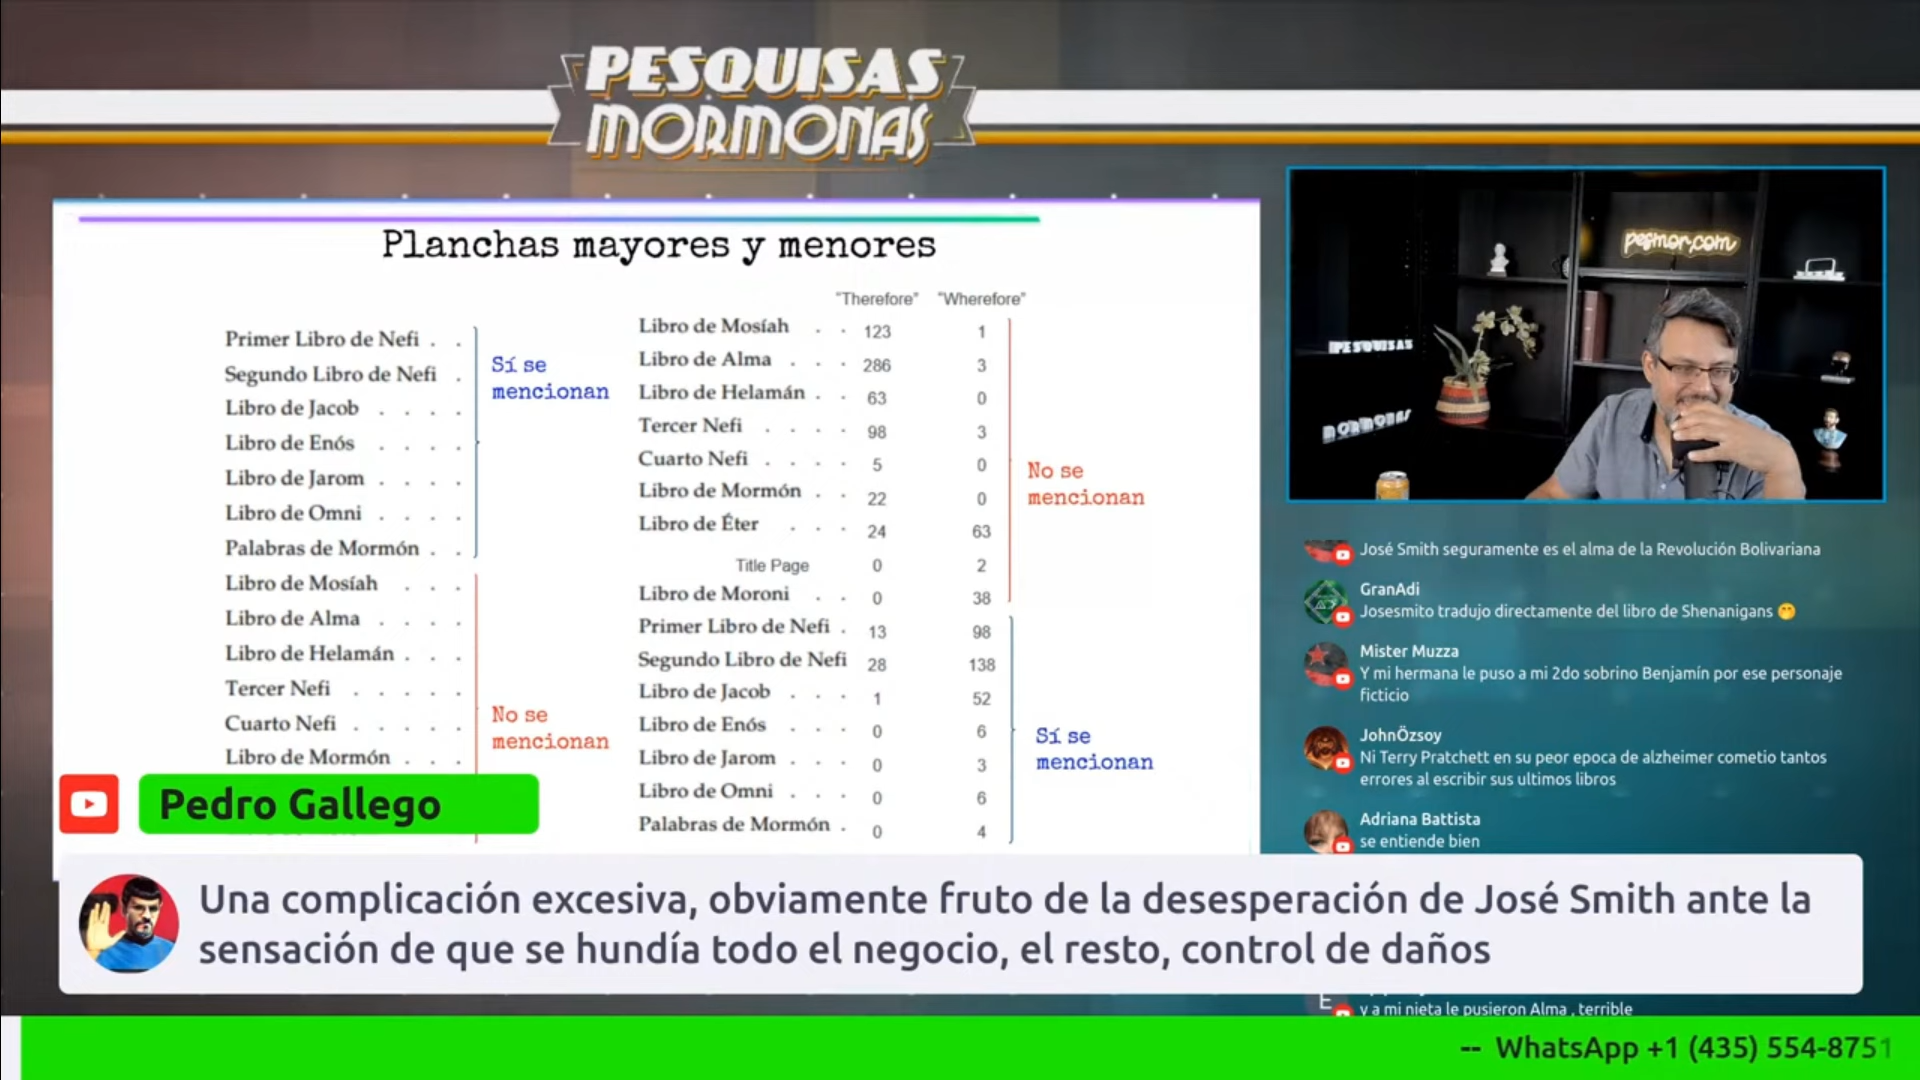 PESQUISAS
MORMONAS
Planchas mayores y menores
Primer Libro de Nefi . .
Segundo Libro de Nefi .
Libro de Jacob . . . .
Libro de Enós . . . .
Libro de Jarom . . . .
Libro de Omni . . . .
Palabras de Mormón . .
Sí se
mencionan
Libro de Mosíah . . .
Libro de Alma . . . .
Libro de Helamán . . .
Tercer Nefi . . . . .
Cuarto Nefi . . . . .
Libro de Mormón . . .
No se
mencionan
"Therefore" "Wherefore"
Libro de Mosíah . . 123 1
Libro de Alma . . . 286 3
Libro de Helamán . . 63 0
Tercer Nefi . . . . 98 3
Cuarto Nefi . . . . 5 0
Libro de Mormón . . 22 0
Libro de Éter . . . 24 63
Title Page 0 2
Libro de Moroni . . 0 38
No se
mencionan
Primer Libro de Nefi . 13 98
Segundo Libro de Nefi 28 138
Libro de Jacob . . . 1 52
Libro de Enós . . . 0 6
Libro de Jarom . . . 0 3
Libro de Omni . . . 0 6
Palabras de Mormón . 0 4
Sí se
mencionan
pesmor.com
PESQUISAS
MORMONAS
José Smith seguramente es el alma de la Revolución Bolivariana
GranAdi
Josesmito tradujo directamente del libro de Shenanigans 🤭
Mister Muzza
Y mi hermana le puso a mi 2do sobrino Benjamín por ese personaje
ficticio
JohnÖzsoy
Ni Terry Pratchett en su peor epoca de alzheimer cometio tantos
errores al escribir sus ultimos libros
Adriana Battista
se entiende bien
Pedro Gallego
Una complicación excesiva, obviamente fruto de la desesperación de José Smith ante la
sensación de que se hundía todo el negocio, el resto, control de daños
E
y a mi nieta le pusieron Alma , terrible
-- WhatsApp +1 (435) 554-8751